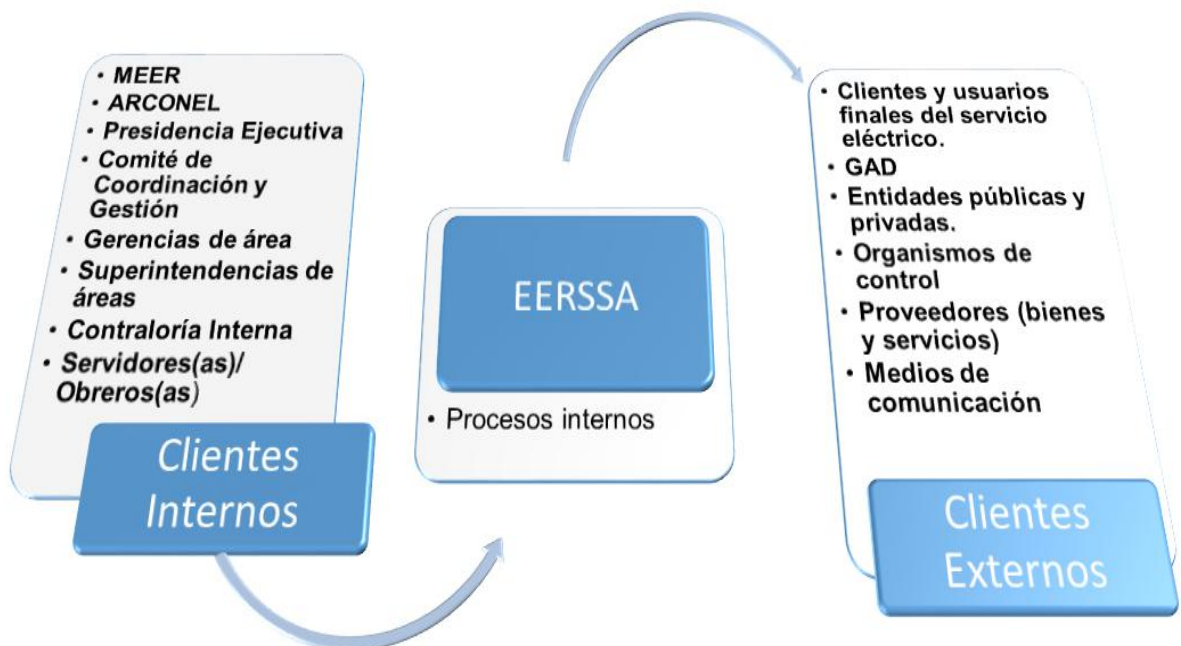 • MEER
• ARCONEL
• Presidencia Ejecutiva
• Comité de
Coordinación y
Gestión
• Gerencias de área
• Superintendencias de
áreas
• Contraloría Interna
• Servidores(as)/
Obreros(as)
Clientes
Internos
EERSSA
• Procesos internos
• Clientes y usuarios
finales del servicio
eléctrico.
• GAD
• Entidades públicas y
privadas.
• Organismos de
control
• Proveedores (bienes
y servicios)
• Medios de
comunicación
Clientes
Externos